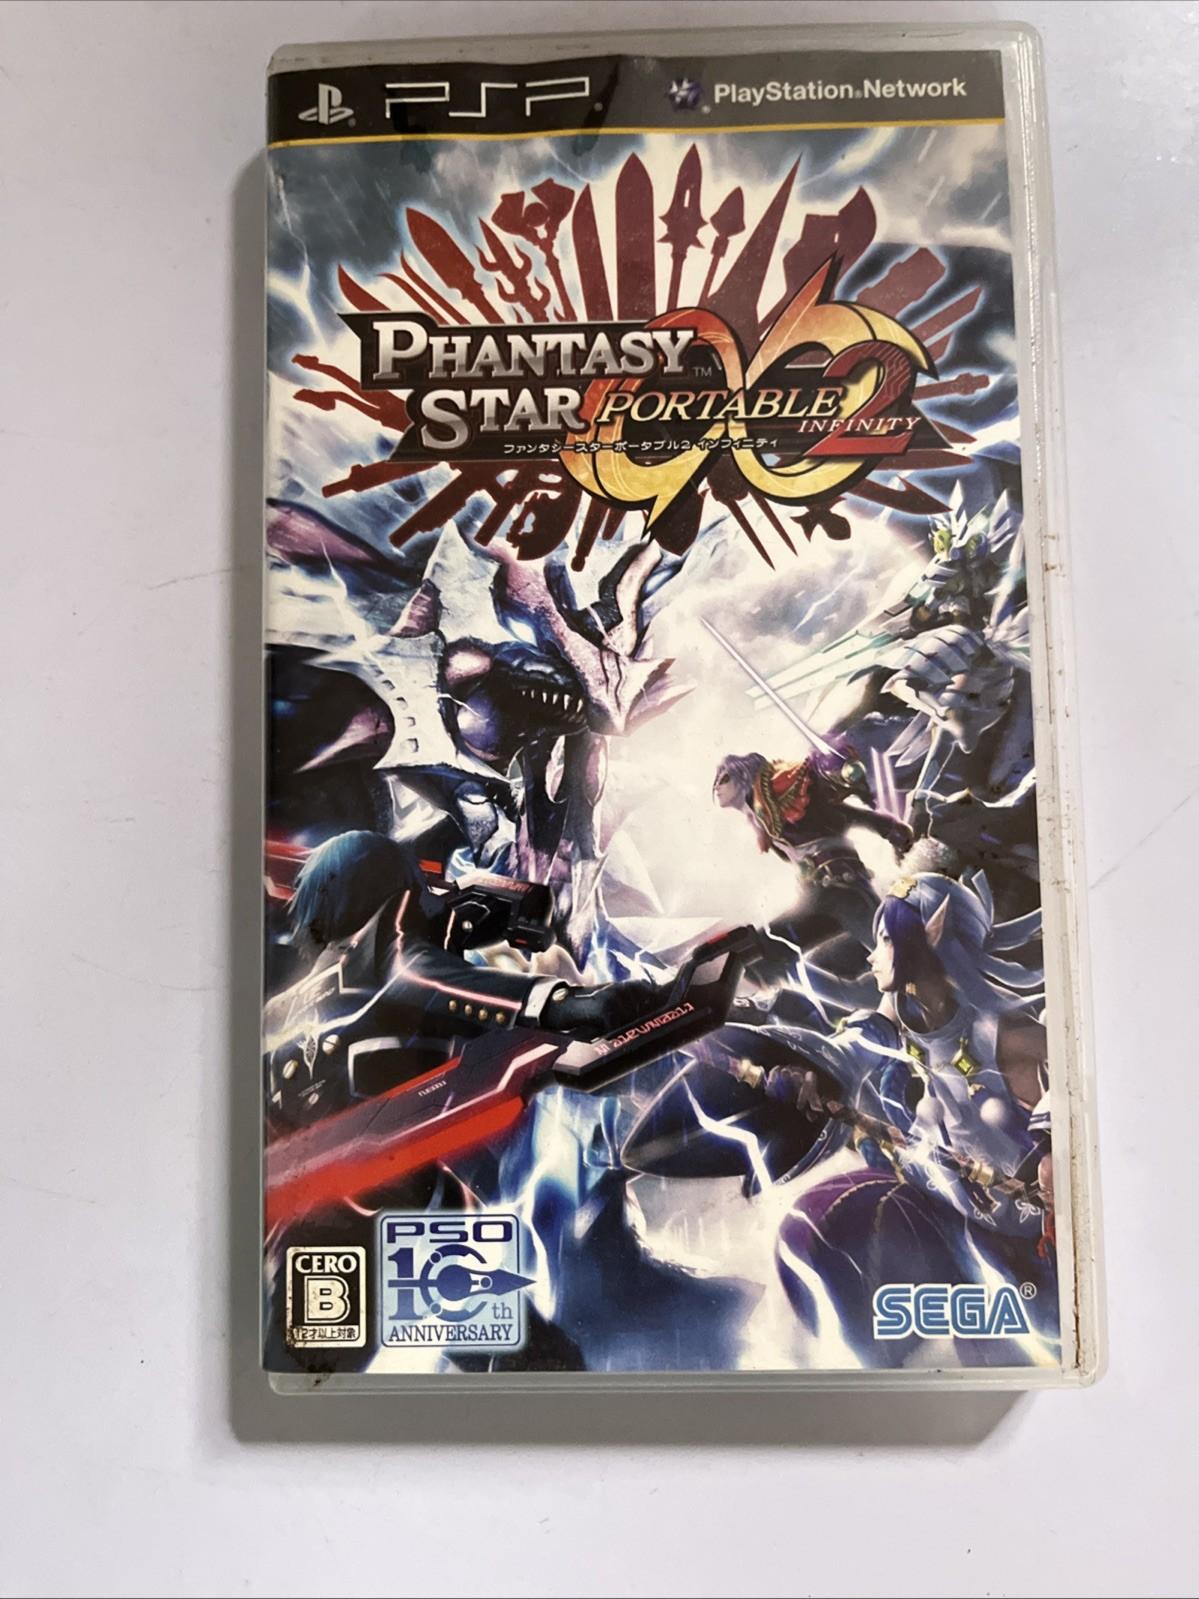 PSP PlayStation®Network
PHANTASY™
STAR PORTABLE 2
INFINITY
ファンタシースターポータブル2 インフィニティ
CERO
B
12才以上対象
PSO
10th
ANNIVERSARY
SEGA®